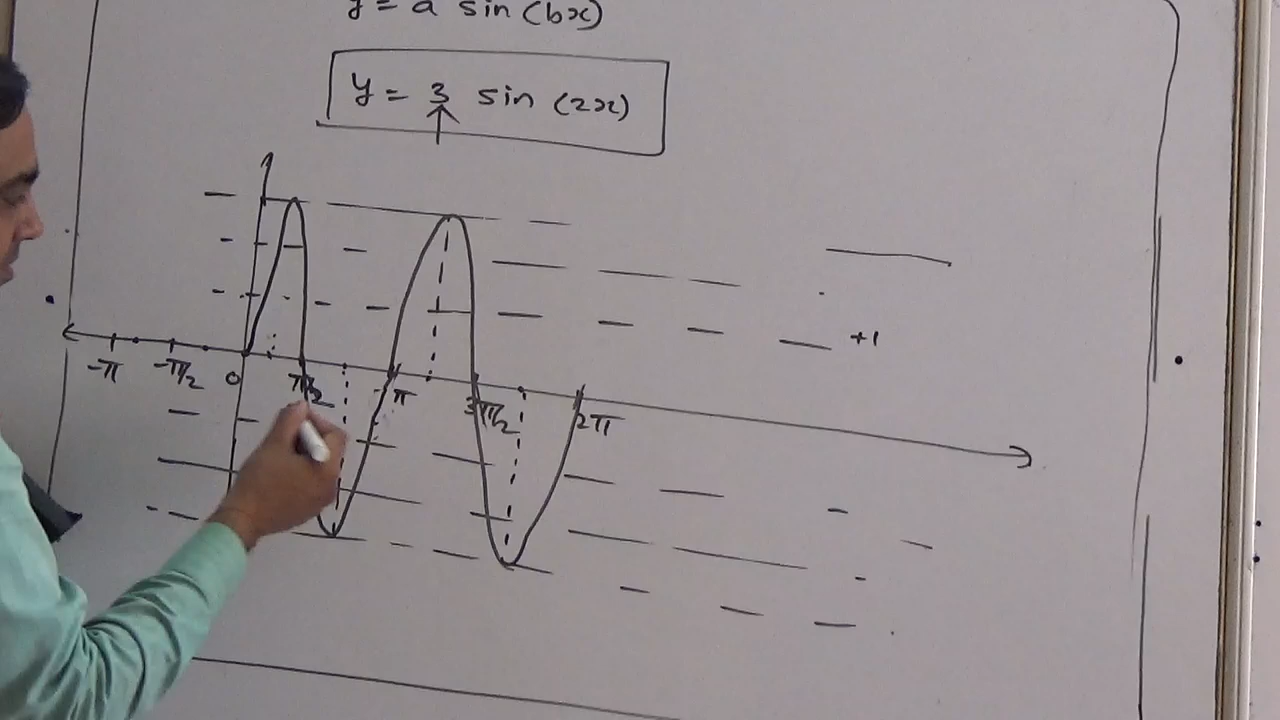 y = a sin (bx)
y = 3 sin (2x)
+1
-π -π/2 0 π/2 π 3π/2 2π